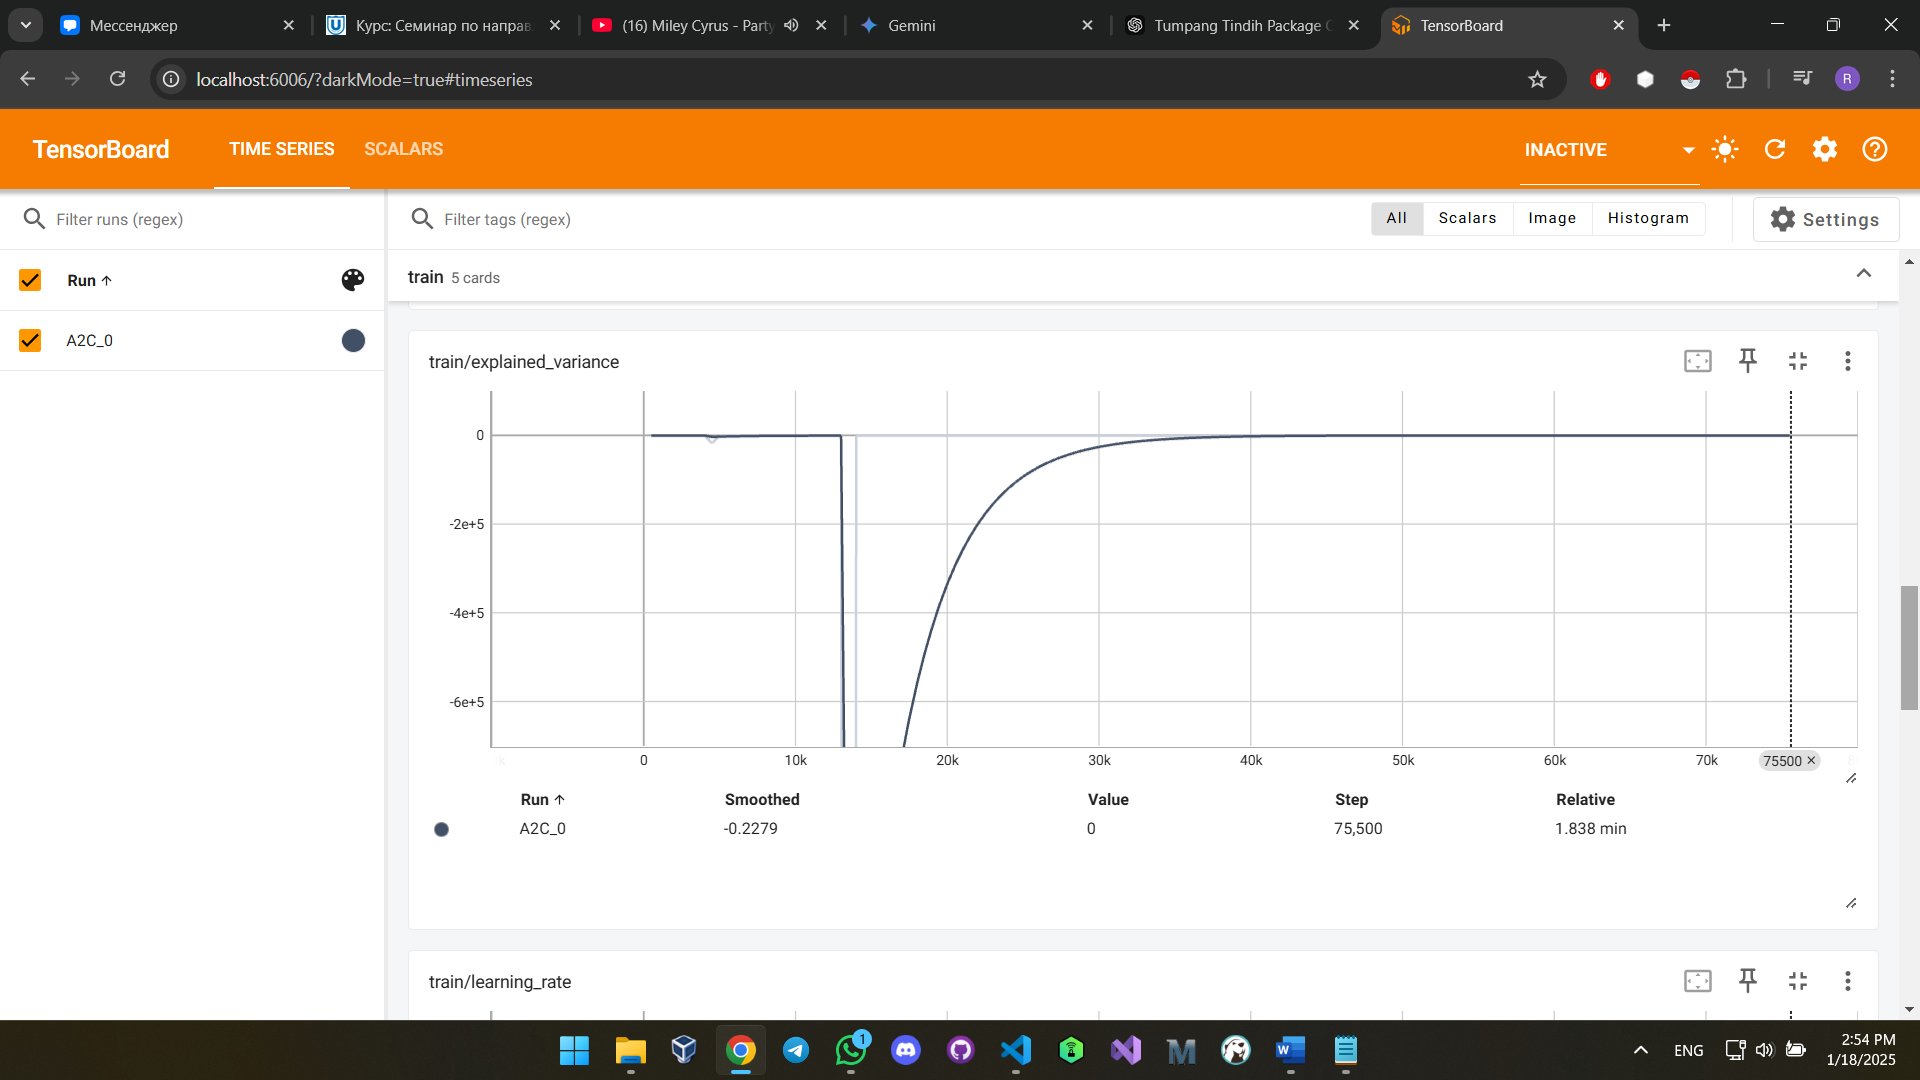 Мессенджер
Курс: Семинар по направ
(16) Miley Cyrus - Party
Gemini
Tumpang Tindih Package C
TensorBoard
localhost:6006/?darkMode=true#timeseries
R
TensorBoard
TIME SERIES
SCALARS
INACTIVE
Filter runs (regex)
Filter tags (regex)
All
Scalars
Image
Histogram
Settings
Run
train 5 cards
A2C_0
train/explained_variance
0
-2e+5
-4e+5
-6e+5
0
10k
20k
30k
40k
50k
60k
70k
75500
Run
Smoothed
Value
Step
Relative
A2C_0
-0.2279
0
75,500
1.838 min
train/learning_rate
1
ENG
2:54 PM
1/18/2025